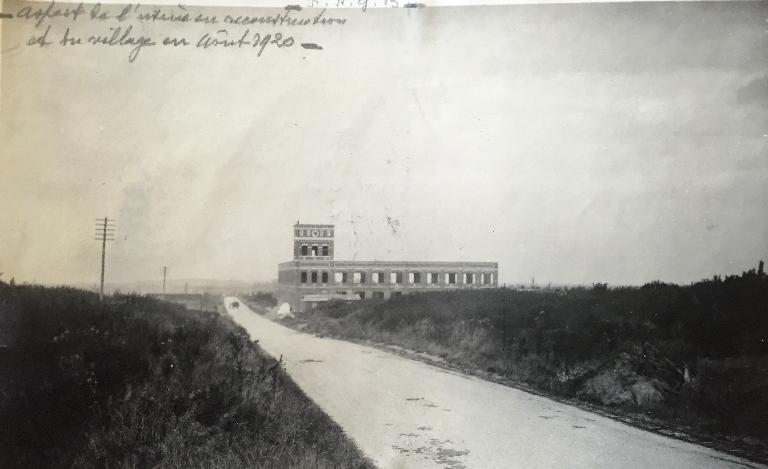 aspect de l'usine en reconstruction
et du village en Août 1920